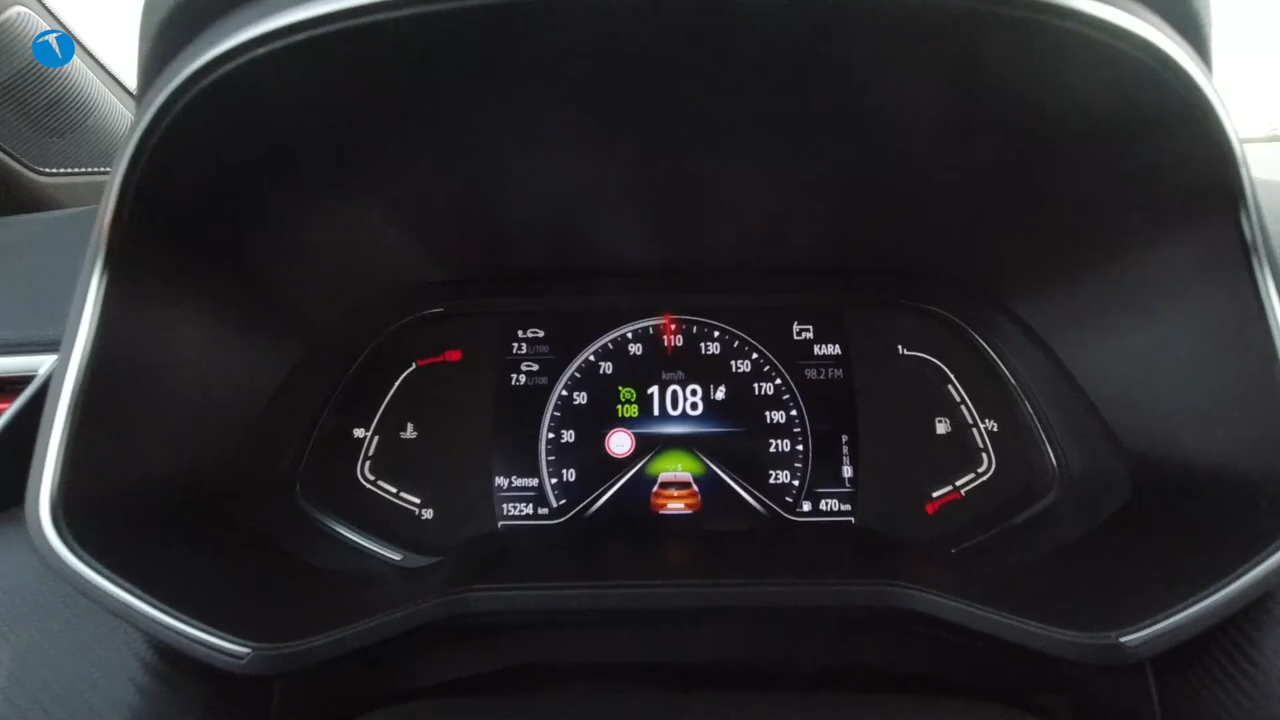 7.3 L/100
7.9 L/100
My Sense
15254 km
10
30
50
70
90
110
130
150
170
190
210
230
km/h
108
108
FM
KARA
98.2 FM
P
R
N
D
L
470 km
90
50
1
1/2